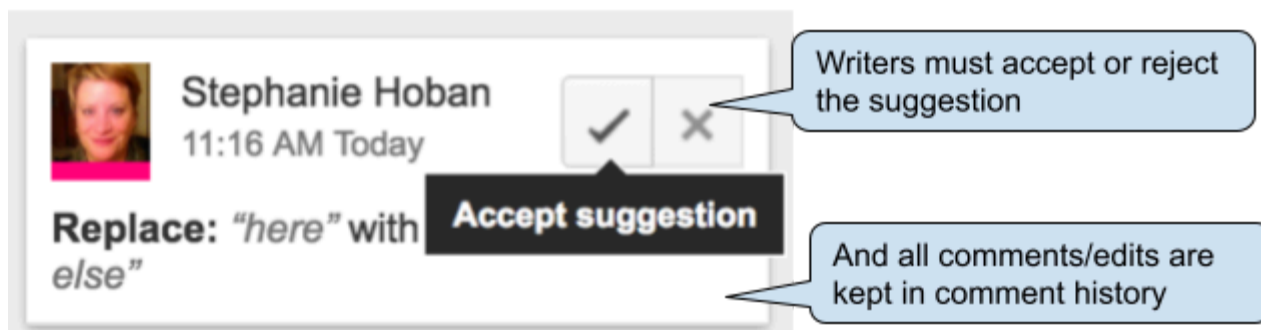 Stephanie Hoban
11:16 AM Today
Writers must accept or reject
the suggestion
Accept suggestion
Replace: “here” with
else”
And all comments/edits are
kept in comment history